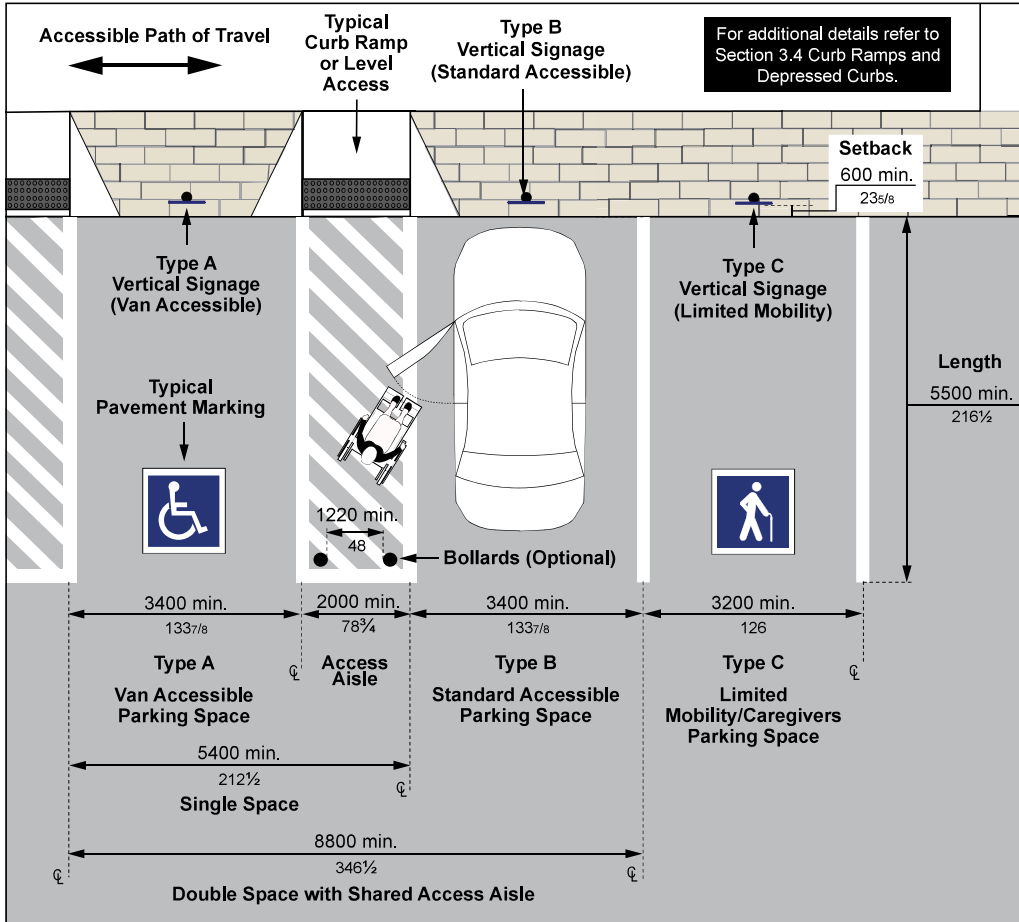 Accessible Path of Travel
Typical
Curb Ramp
or Level
Access
Type B
Vertical Signage
(Standard Accessible)
For additional details refer to
Section 3.4 Curb Ramps and
Depressed Curbs.
Setback
600 min.
23 5/8
Type A
Vertical Signage
(Van Accessible)
Type C
Vertical Signage
(Limited Mobility)
Length
5500 min.
216½
Typical
Pavement Marking
1220 min.
48
Bollards (Optional)
3400 min.
133 7/8
2000 min.
78¾
3400 min.
133 7/8
3200 min.
126
Type A
Van Accessible
Parking Space
℄
Access
Aisle
Type B
Standard Accessible
Parking Space
Type C
Limited
Mobility/Caregivers
Parking Space
℄
5400 min.
212½
Single Space
℄
8800 min.
346½
Double Space with Shared Access Aisle
℄
℄